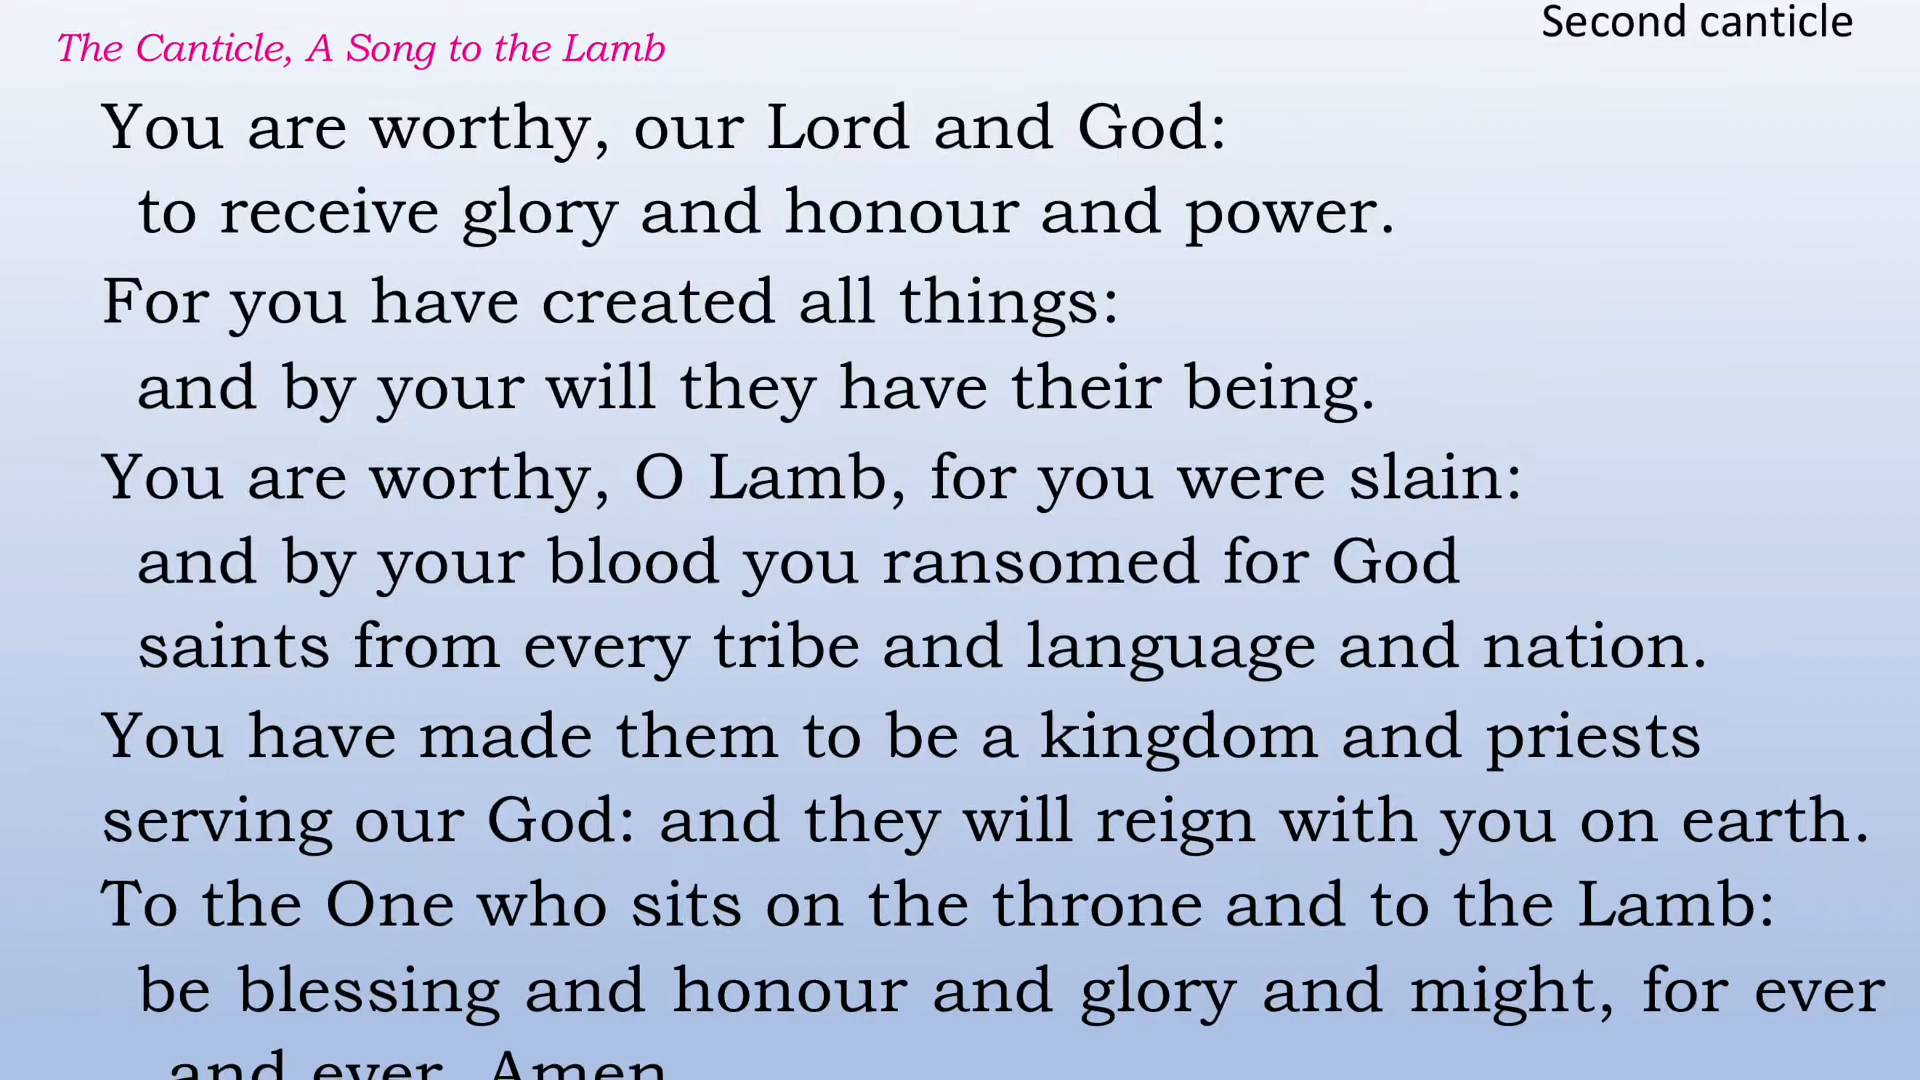 Second canticle
The Canticle, A Song to the Lamb
You are worthy, our Lord and God:
to receive glory and honour and power.
For you have created all things:
and by your will they have their being.
You are worthy, O Lamb, for you were slain:
and by your blood you ransomed for God
saints from every tribe and language and nation.
You have made them to be a kingdom and priests
serving our God: and they will reign with you on earth.
To the One who sits on the throne and to the Lamb:
be blessing and honour and glory and might, for ever
and ever. Amen